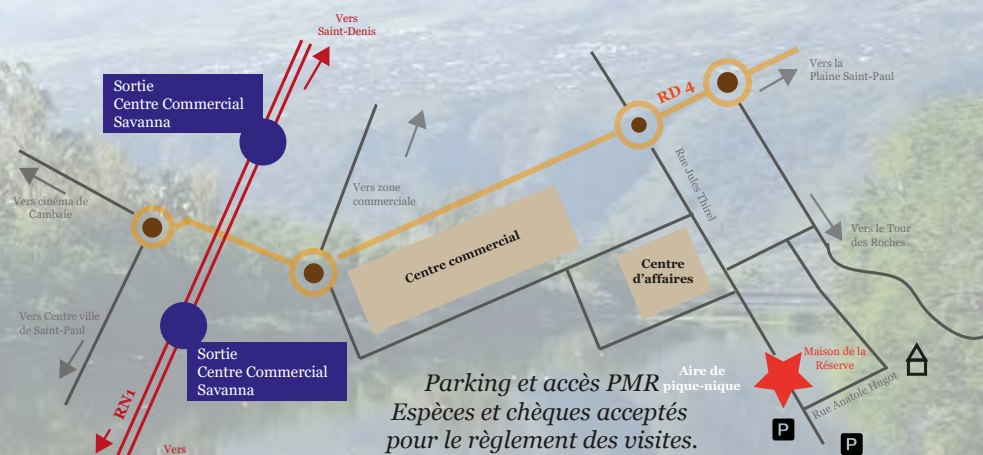 Vers
Saint-Denis
Sortie
Centre Commercial
Savanna
RD 4
Vers la
Plaine Saint-Paul
Vers cinéma de
Cambaie
Vers zone
commerciale
Rue Jules Thirel
Centre commercial
Centre
d'affaires
Vers le Tour
des Roches
Vers Centre ville
de Saint-Paul
Sortie
Centre Commercial
Savanna
RN1
Vers
Maison de la
Réserve
Aire de
pique-nique
Rue Anatole Hugot
Parking et accès PMR
Espèces et chèques acceptés
pour le règlement des visites.
P
P